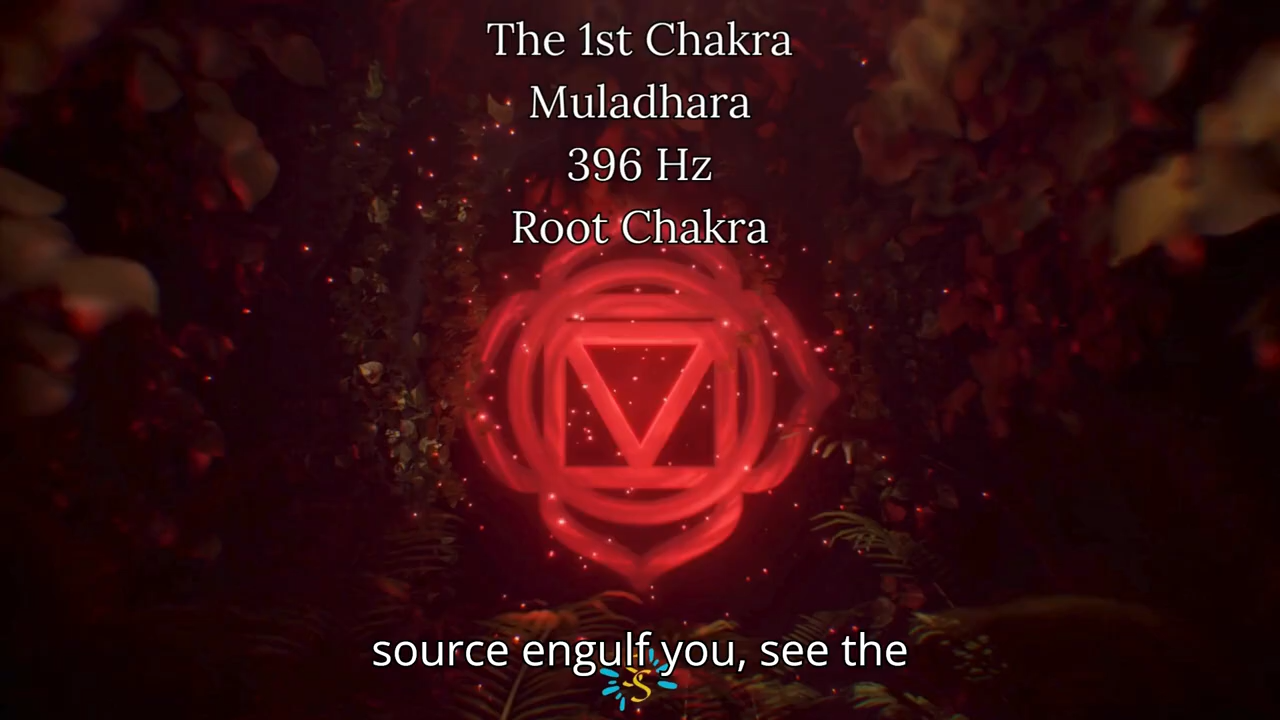 The 1st Chakra
Muladhara
396 Hz
Root Chakra
source engulf you, see the
S